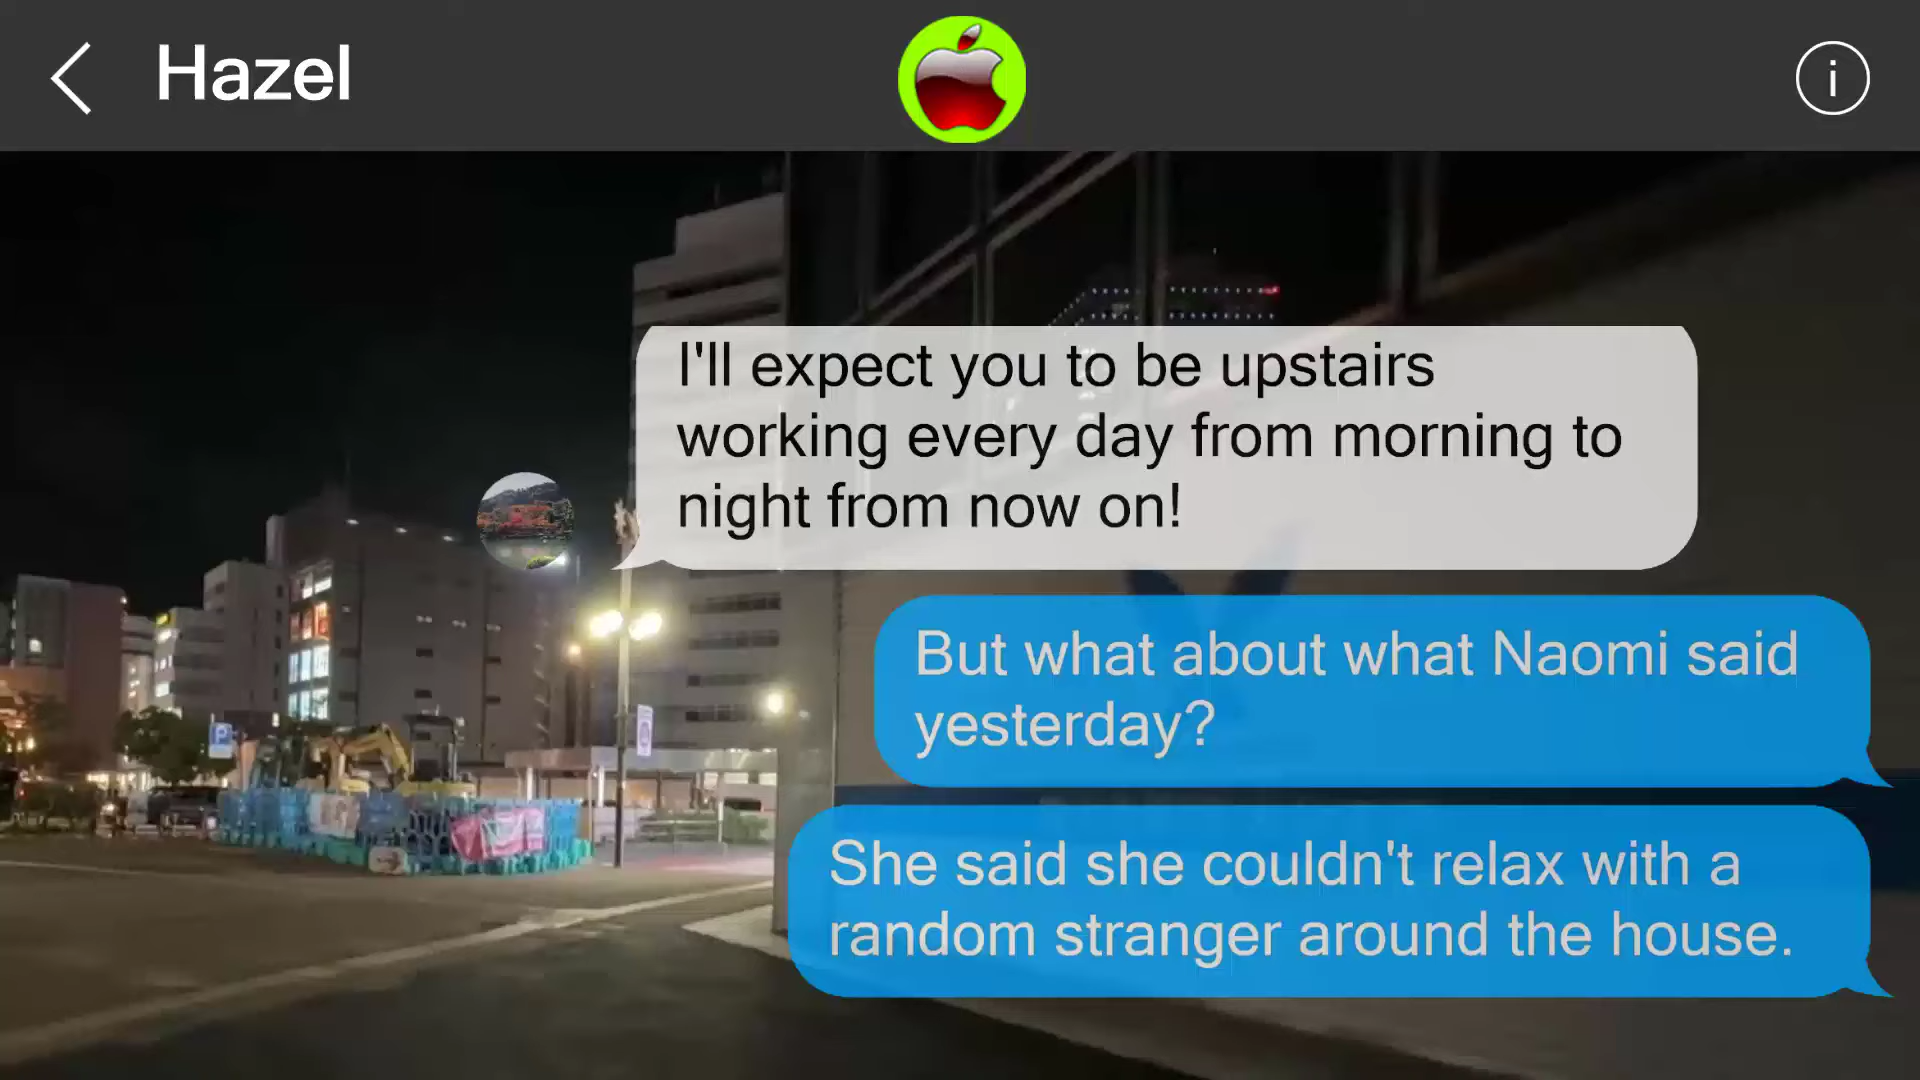 Hazel
I'll expect you to be upstairs
working every day from morning to
night from now on!
But what about what Naomi said
yesterday?
She said she couldn't relax with a
random stranger around the house.